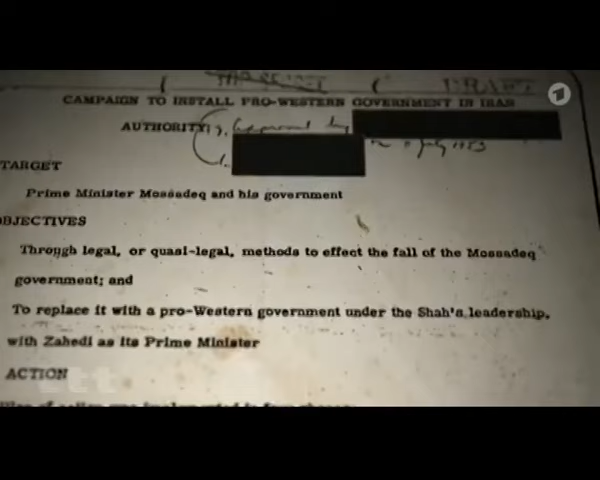 CAMPAIGN TO INSTALL PRO-WESTERN GOVERNMENT IN IRAN
AUTHORITY
TARGET
Prime Minister Mossadeq and his government
OBJECTIVES
Through legal, or quasi-legal, methods to effect the fall of the Mossadeq
government; and
To replace it with a pro-Western government under the Shah's leadership,
with Zahedi as its Prime Minister
ACTION